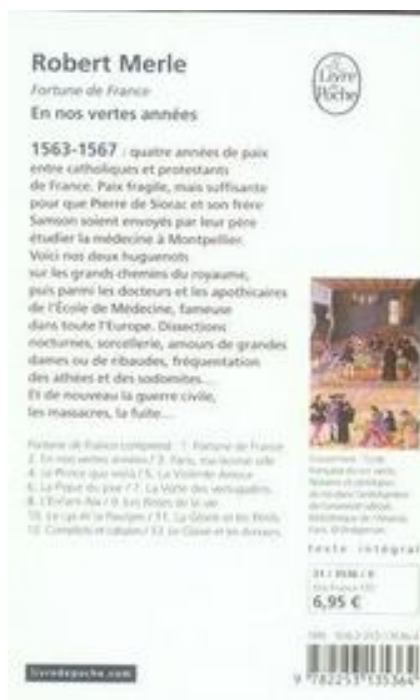 Robert Merle
Fortune de France
En nos vertes années
Le
Livre
de
Poche
1563-1567 : quatre années de paix
entre catholiques et protestants
de France. Paix fragile, mais suffisante
pour que Pierre de Siorac et son frère
Samson soient envoyés par leur père
étudier la médecine à Montpellier.
Voici nos deux huguenots
sur les grands chemins du royaume,
puis parmi les docteurs et les apothicaires
de l'École de Médecine, fameuse
dans toute l'Europe. Dissections
nocturnes, sorcellerie, amours de grandes
dames ou de ribaudes, fréquentation
des athées et des sodomites...
Et de nouveau la guerre civile,
les massacres, la fuite...
Fortune de France comprend : 1. Fortune de France
2. En nos vertes années / 3. Paris, ma bonne ville
4. Le Prince que voilà / 5. La Violente Amour
6. La Pique du jour / 7. La Volte des vertugadins
8. L'Enfant-Roi / 9. Les Roses de la vie
10. Le Lys et la Pourpre / 11. La Gloire et les Périls
12. Complots et cabales / 13. Le Glaive et les Amours
texte intégral
31 / 3536 / 6
6,95 €
livredepoche.com
9 782253 135364